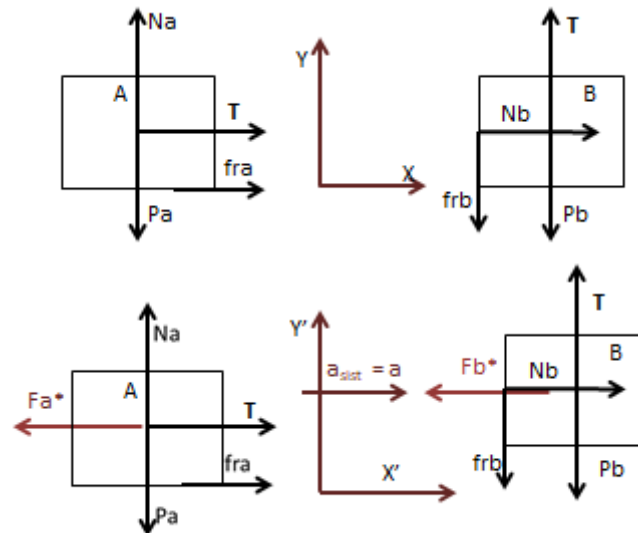 Na
A
T
fra
Pa
Y
X
T
B
Nb
frb
Pb
Na
Fa*
A
T
fra
Pa
Y'
a_sist = a
X'
T
B
Fb*
Nb
frb
Pb